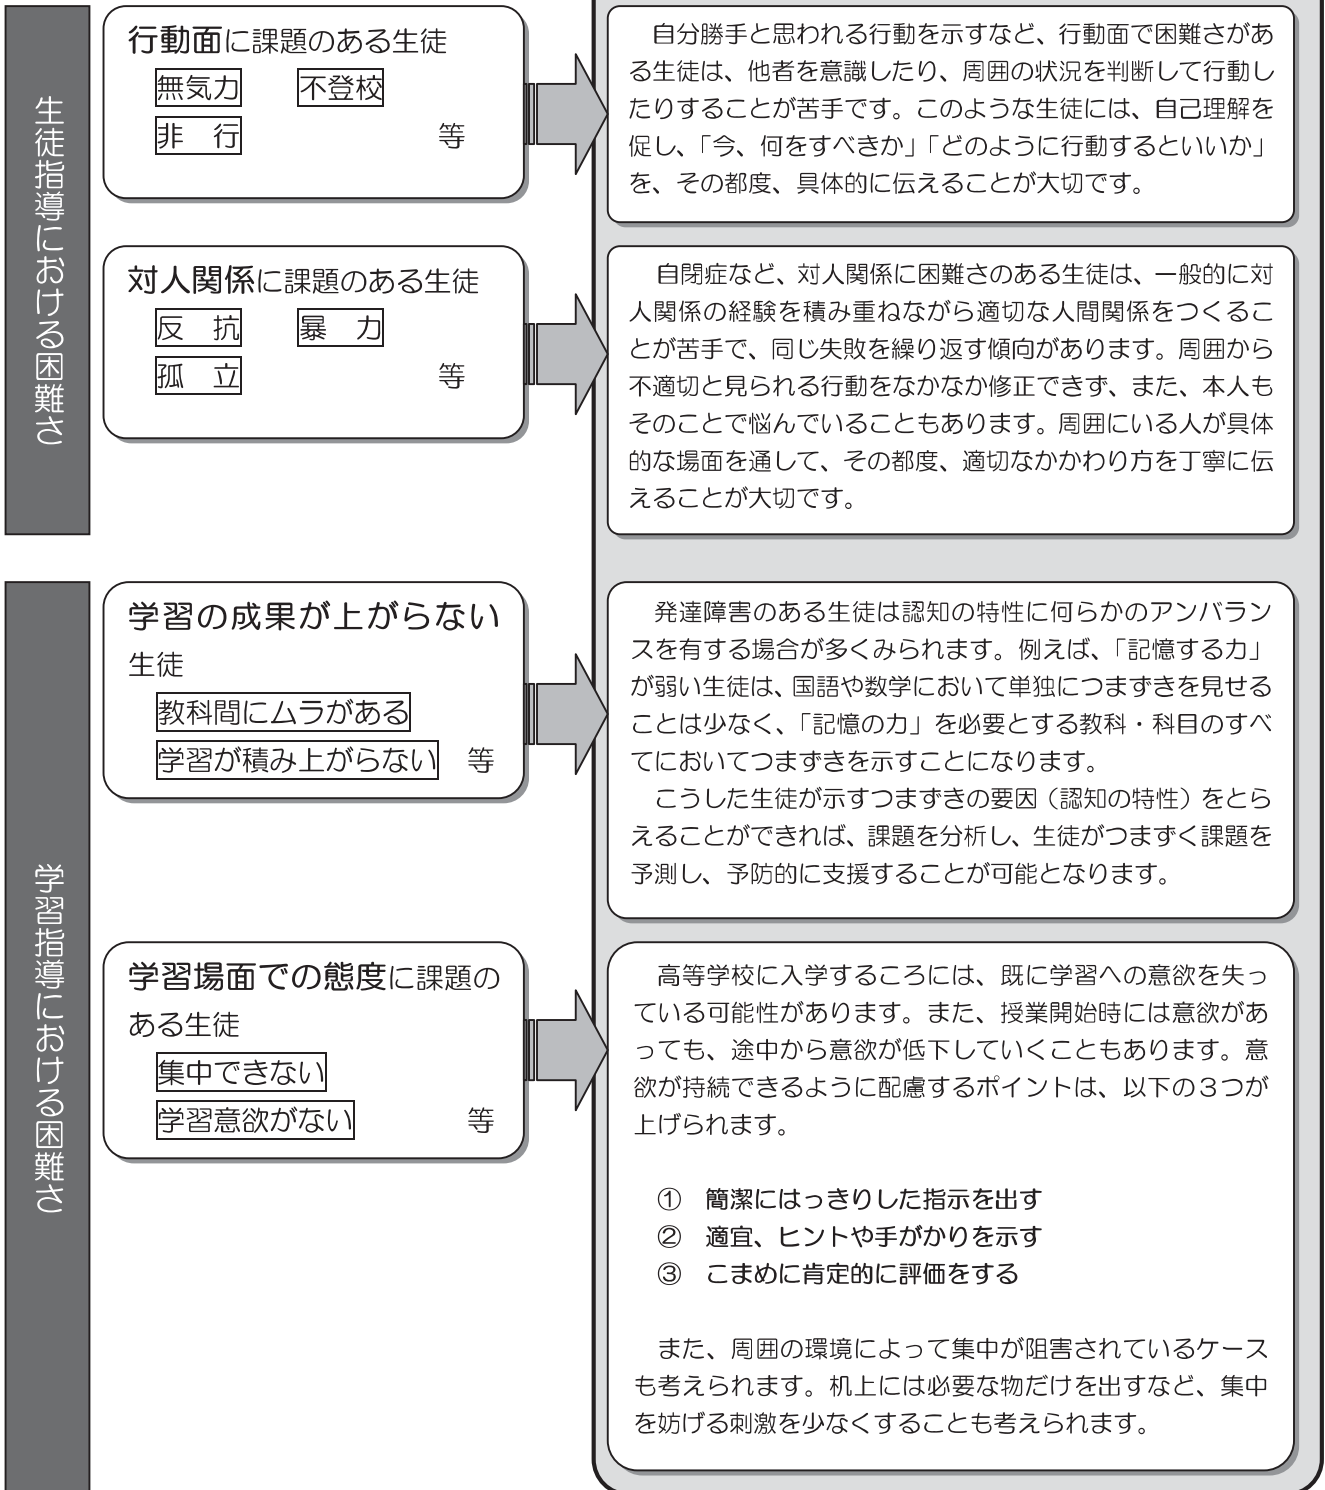 生徒指導における困難さ
行動面に課題のある生徒
無気力 不登校
非 行 等
自分勝手と思われる行動を示すなど、行動面で困難さがあ
る生徒は、他者を意識したり、周囲の状況を判断して行動し
たりすることが苦手です。このような生徒には、自己理解を
促し、「今、何をすべきか」「どのように行動するといいか」
を、その都度、具体的に伝えることが大切です。
対人関係に課題のある生徒
反 抗 暴 力
孤 立 等
自閉症など、対人関係に困難さのある生徒は、一般的に対
人関係の経験を積み重ねながら適切な人間関係をつくるこ
とが苦手で、同じ失敗を繰り返す傾向があります。周囲から
不適切と見られる行動をなかなか修正できず、また、本人も
そのことで悩んでいることもあります。周囲にいる人が具体
的な場面を通して、その都度、適切なかかわり方を丁寧に伝
えることが大切です。
学習指導における困難さ
学習の成果が上がらない
生徒
教科間にムラがある
学習が積み上がらない 等
発達障害のある生徒は認知の特性に何らかのアンバラン
スを有する場合が多くみられます。例えば、「記憶する力」
が弱い生徒は、国語や数学において単独につまずきを見せる
ことは少なく、「記憶の力」を必要とする教科・科目のすべ
てにおいてつまずきを示すことになります。
こうした生徒が示すつまずきの要因（認知の特性）をとら
えることができれば、課題を分析し、生徒がつまずく課題を
予測し、予防的に支援することが可能となります。
学習場面での態度に課題の
ある生徒
集中できない
学習意欲がない 等
高等学校に入学するころには、既に学習への意欲を失っ
ている可能性があります。また、授業開始時には意欲があ
っても、途中から意欲が低下していくこともあります。意
欲が持続できるように配慮するポイントは、以下の３つが
上げられます。
① 簡潔にはっきりした指示を出す
② 適宜、ヒントや手がかりを示す
③ こまめに肯定的に評価をする
また、周囲の環境によって集中が阻害されているケース
も考えられます。机上には必要な物だけを出すなど、集中
を妨げる刺激を少なくすることも考えられます。